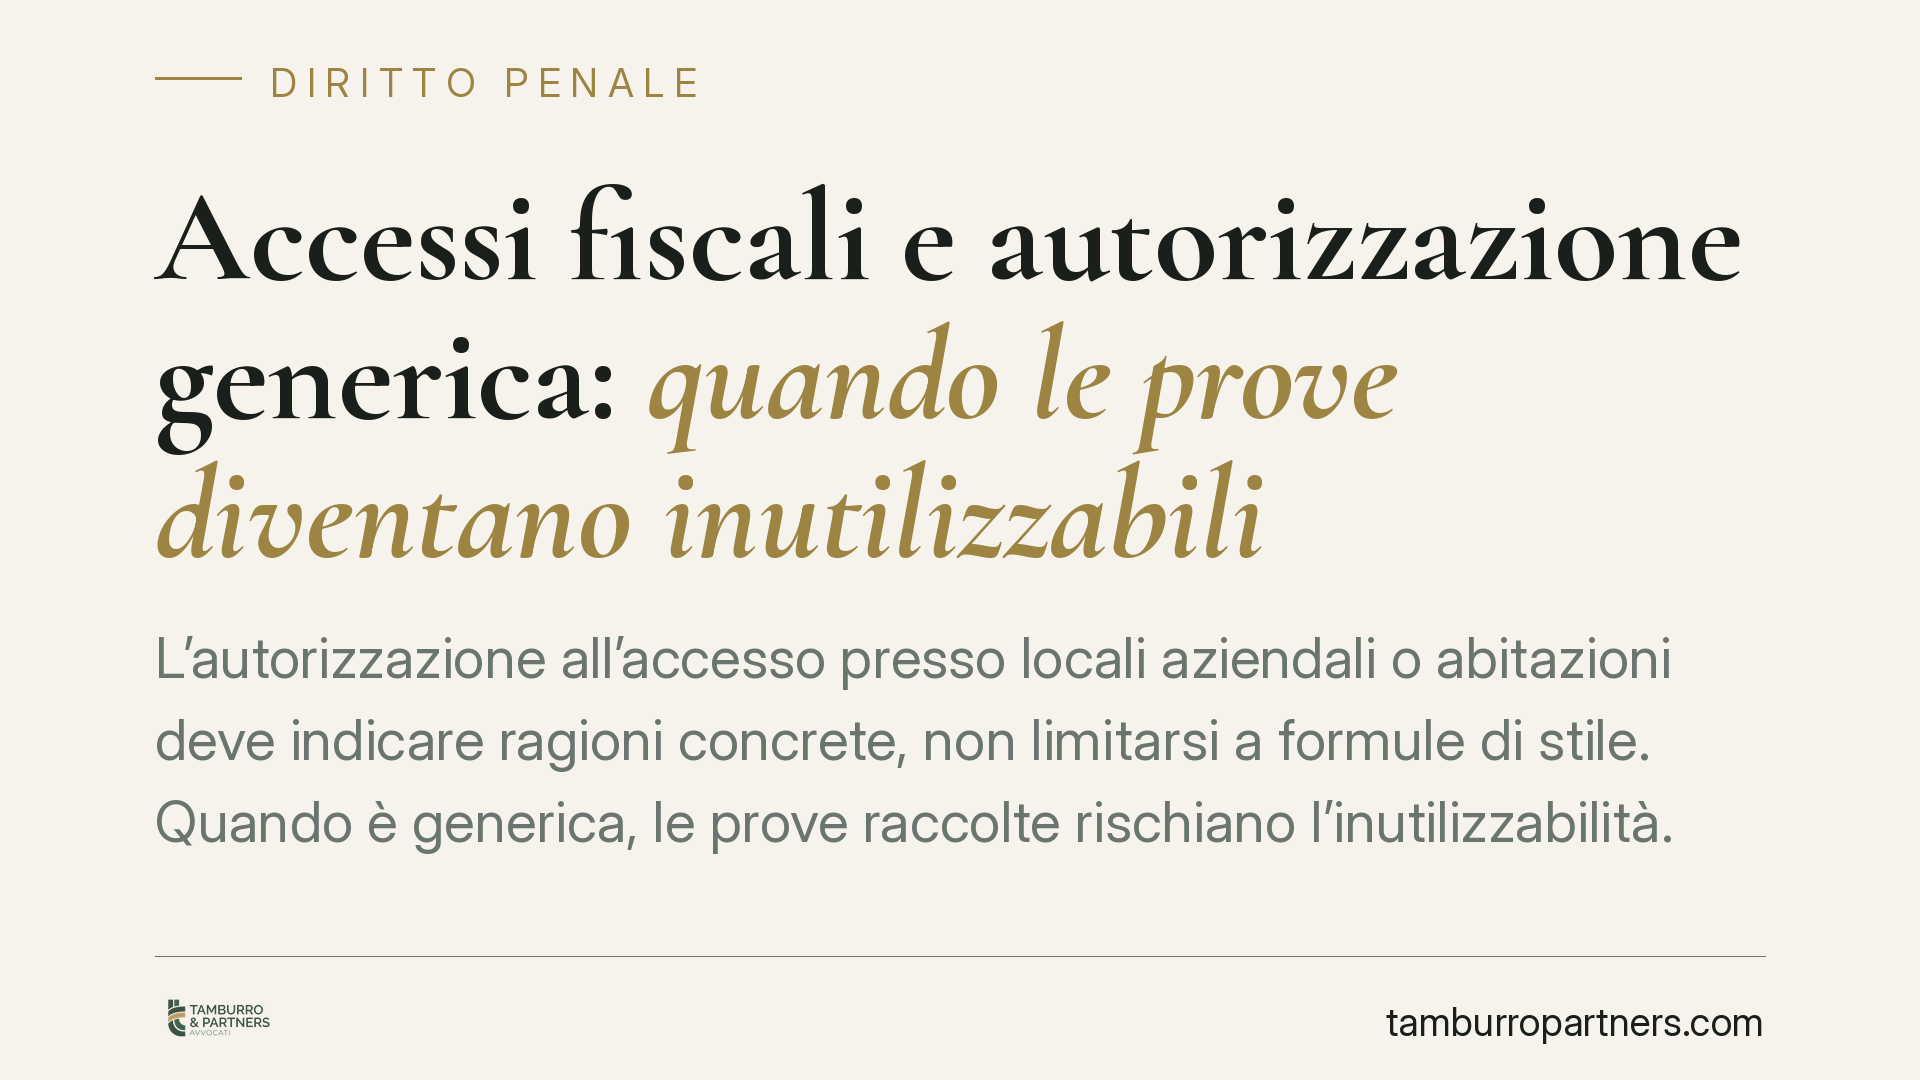 DIRITTO PENALE
Accessi fiscali e autorizzazione
generica: quando le prove
diventano inutilizzabili
L’autorizzazione all’accesso presso locali aziendali o abitazioni
deve indicare ragioni concrete, non limitarsi a formule di stile.
Quando è generica, le prove raccolte rischiano l’inutilizzabilità.
TAMBURRO
& PARTNERS
AVVOCATI
tamburropartners.com